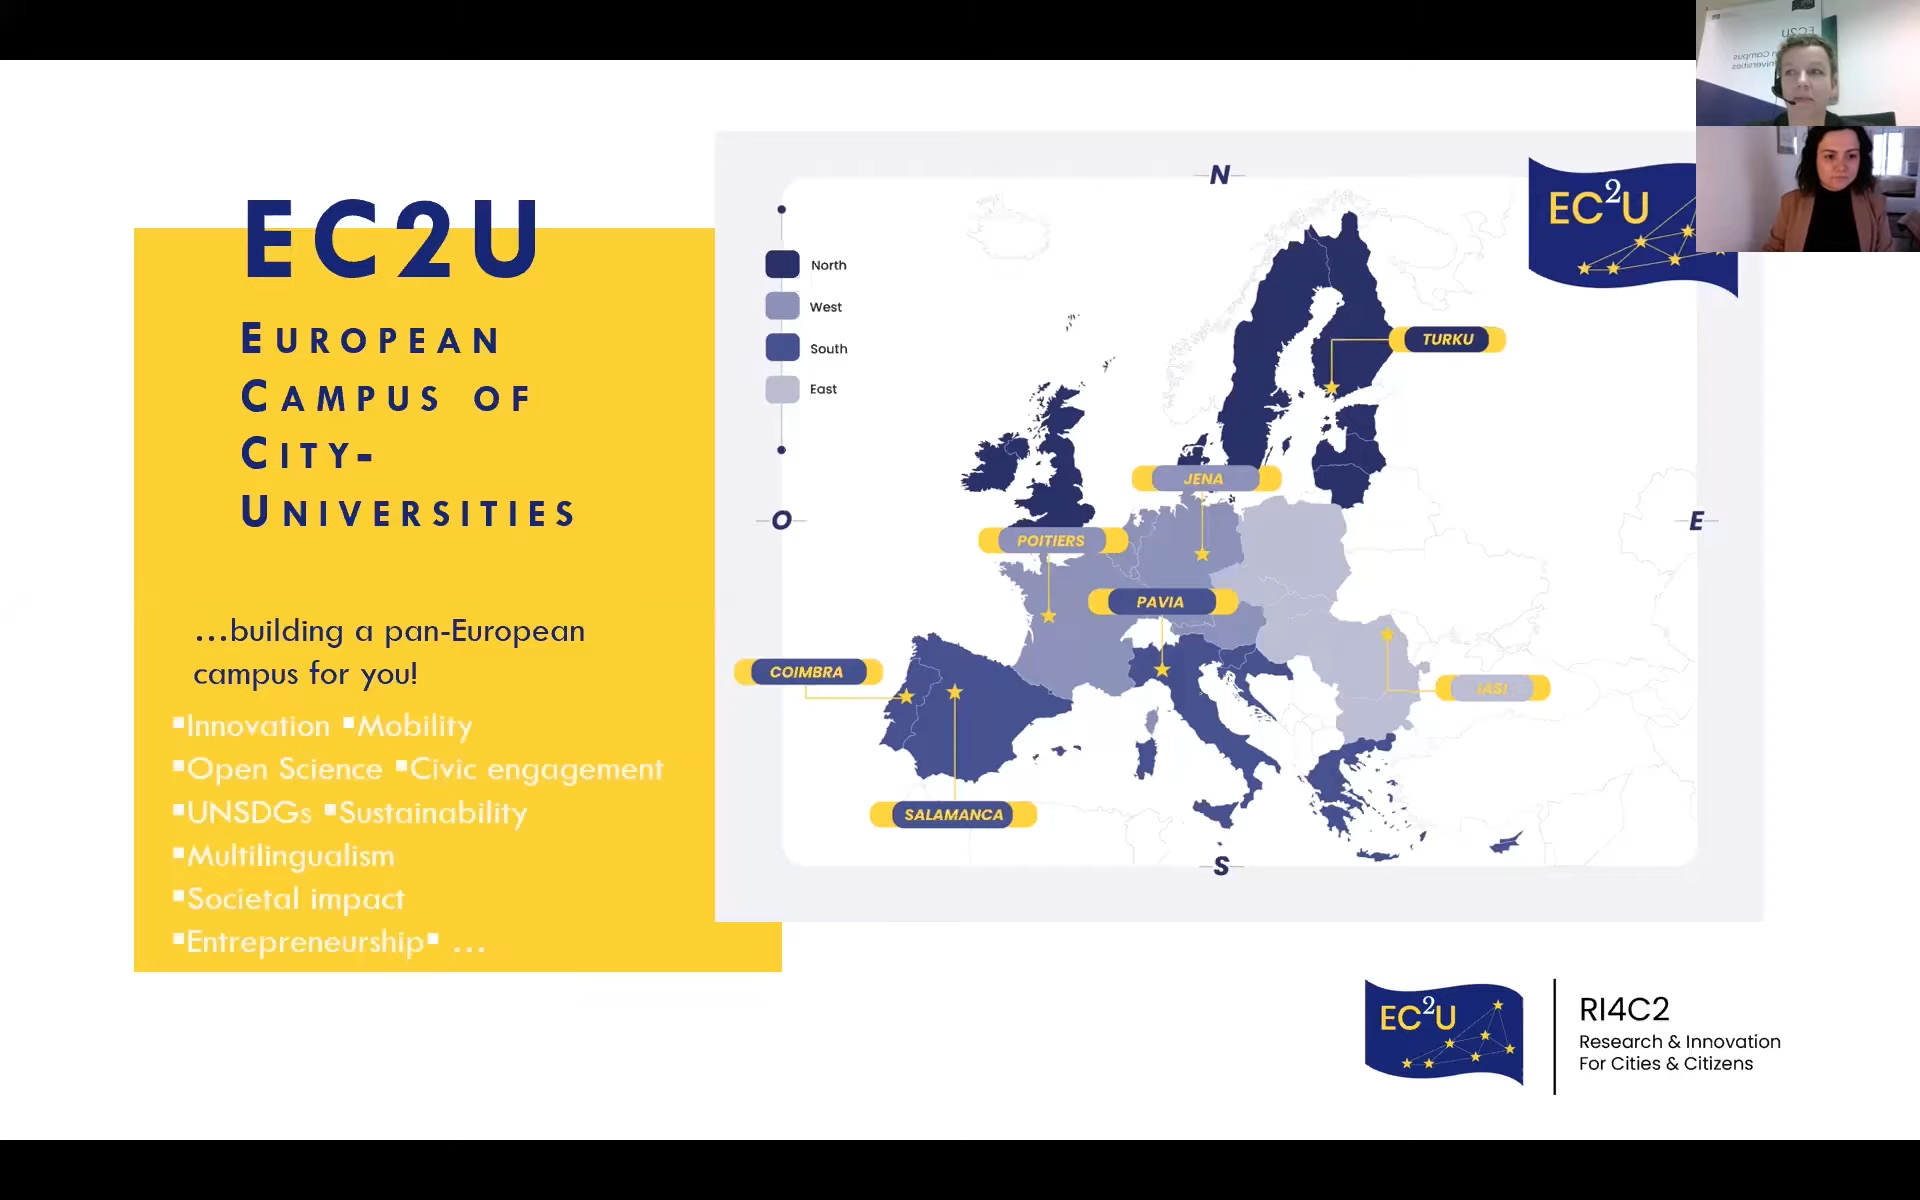 EC2U
EUROPEAN
CAMPUS OF
CITY-
UNIVERSITIES
...building a pan-European
campus for you!
▪Innovation ▪Mobility
▪Open Science ▪Civic engagement
▪UNSDGs ▪Sustainability
▪Multilingualism
▪Societal impact
▪Entrepreneurship▪ ...
N
North
West
South
East
O
E
S
TURKU
JENA
POITIERS
PAVIA
COIMBRA
IASI
SALAMANCA
EC²U
EC²U
RI4C2
Research & Innovation
For Cities & Citizens